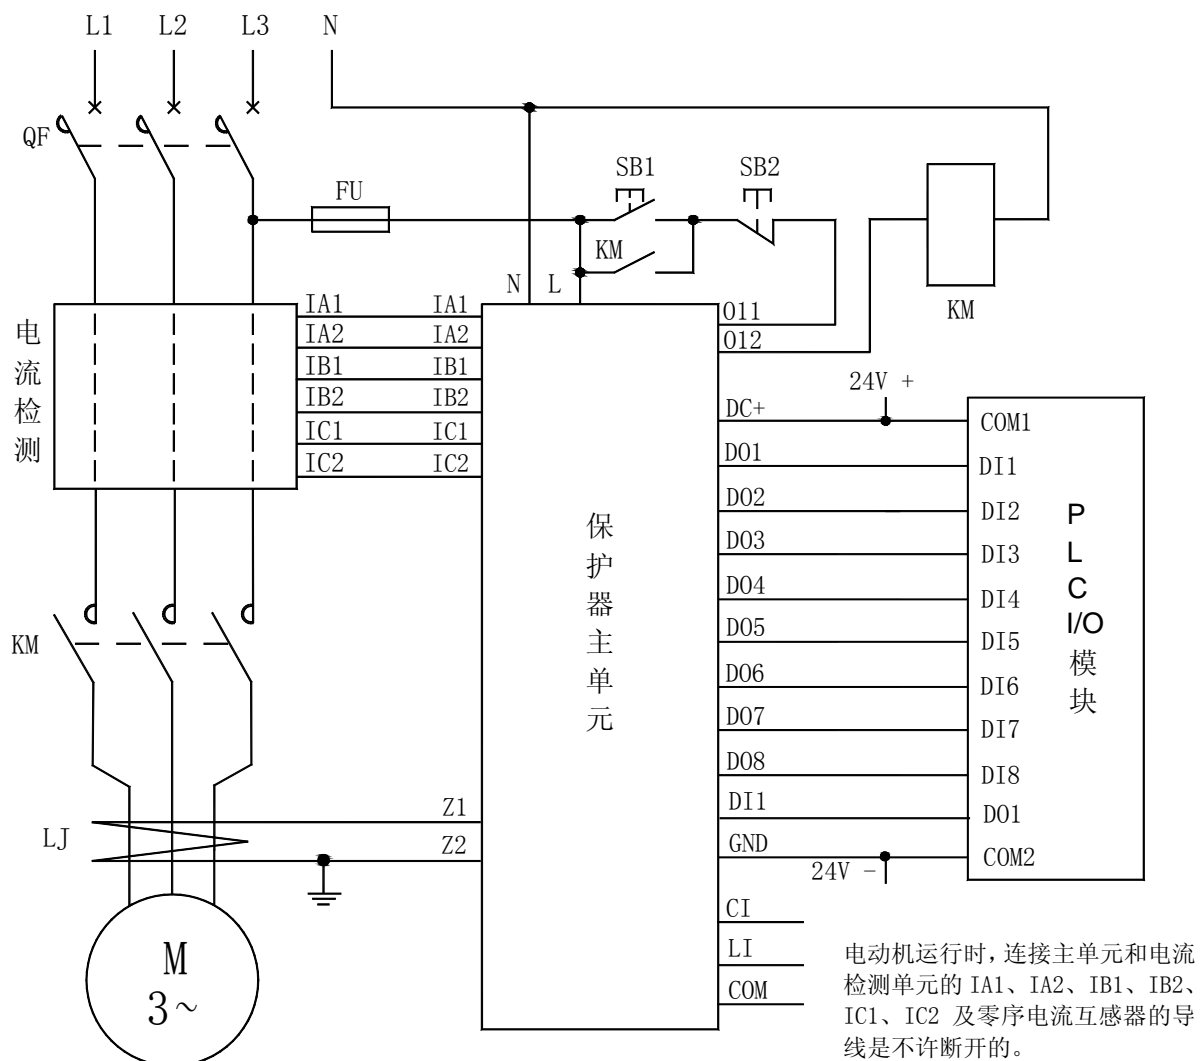 L1 L2 L3 N
QF
FU
SB1 SB2
KM
KM
N L
电流检测
IA1 IA1
IA2 IA2
IB1 IB1
IB2 IB2
IC1 IC1
IC2 IC2
保护器主单元
O11
O12
24V +
DC+ COM1
DO1 DI1
DO2 DI2
DO3 DI3
DO4 DI4
DO5 DI5
DO6 DI6
DO7 DI7
DO8 DI8
DI1 DO1
GND COM2
24V -
PLC I/O 模块
KM
LJ
Z1
Z2
M
3~
CI
LI
COM
电动机运行时,连接主单元和电流
检测单元的 IA1、IA2、IB1、IB2、
IC1、IC2 及零序电流互感器的导
线是不许断开的。